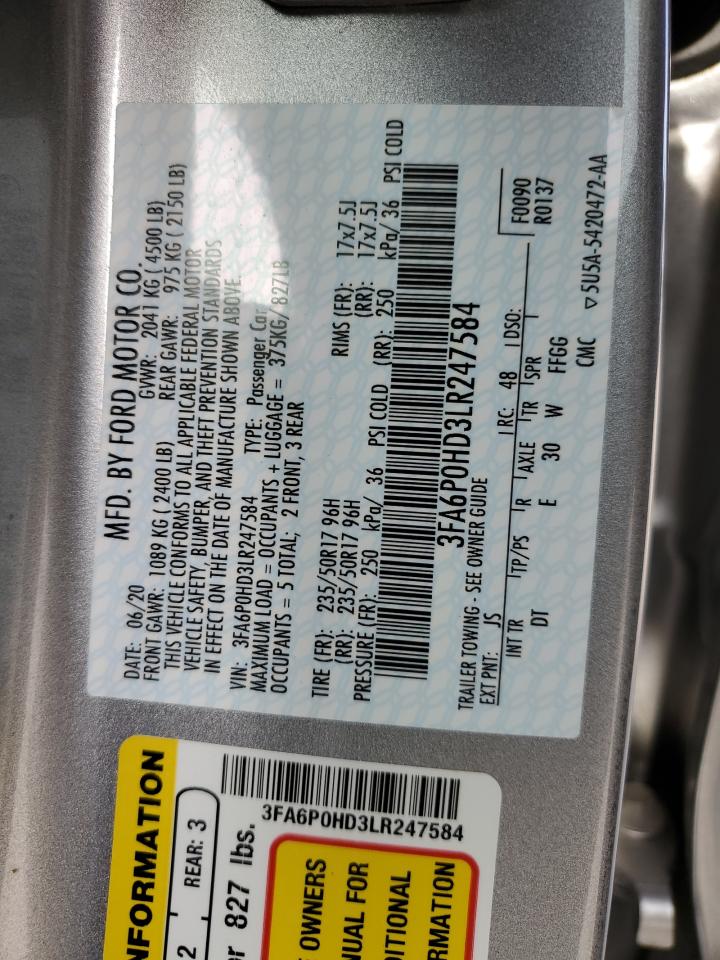 MFD. BY FORD MOTOR CO.
DATE: 06/20 GVWR: 2041 KG ( 4500 LB)
FRONT GAWR: 1089 KG ( 2400 LB) REAR GAWR: 975 KG ( 2150 LB)
THIS VEHICLE CONFORMS TO ALL APPLICABLE FEDERAL MOTOR
VEHICLE SAFETY, BUMPER, AND THEFT PREVENTION STANDARDS
IN EFFECT ON THE DATE OF MANUFACTURE SHOWN ABOVE.
VIN: 3FA6P0HD3LR247584 TYPE: Passenger Car
MAXIMUM LOAD = OCCUPANTS + LUGGAGE = 375KG/ 827LB
OCCUPANTS = 5 TOTAL; 2 FRONT, 3 REAR
TIRE (FR): 235/50R17 96H RIMS (FR): 17x7.5J
(RR): 235/50R17 96H (RR): 17x7.5J
PRESSURE (FR): 250 kPa/ 36 PSI COLD (RR): 250 kPa/ 36 PSI COLD
3FA6P0HD3LR247584
TRAILER TOWING - SEE OWNER GUIDE
EXT PNT: JS RC: 48 DSO: F0090
INT TR TP/PS R AXLE TR SPR R0137
DT E 30 W FFGG
CMC ▽5U5A-5420472-AA
NFORMATION
2 REAR: 3
er 827 lbs.
3FA6P0HD3LR247584
OWNERS
NUAL FOR
DITIONAL
RMATION